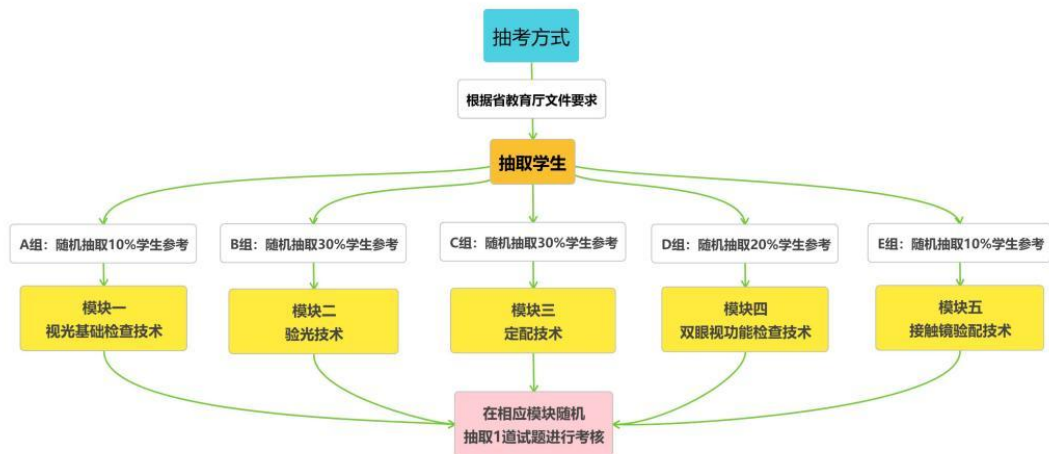 抽考方式
根据省教育厅文件要求
抽取学生
A组：随机抽取10%学生参考
B组：随机抽取30%学生参考
C组：随机抽取30%学生参考
D组：随机抽取20%学生参考
E组：随机抽取10%学生参考
模块一
视光基础检查技术
模块二
验光技术
模块三
定配技术
模块四
双眼视功能检查技术
模块五
接触镜验配技术
在相应模块随机
抽取1道试题进行考核